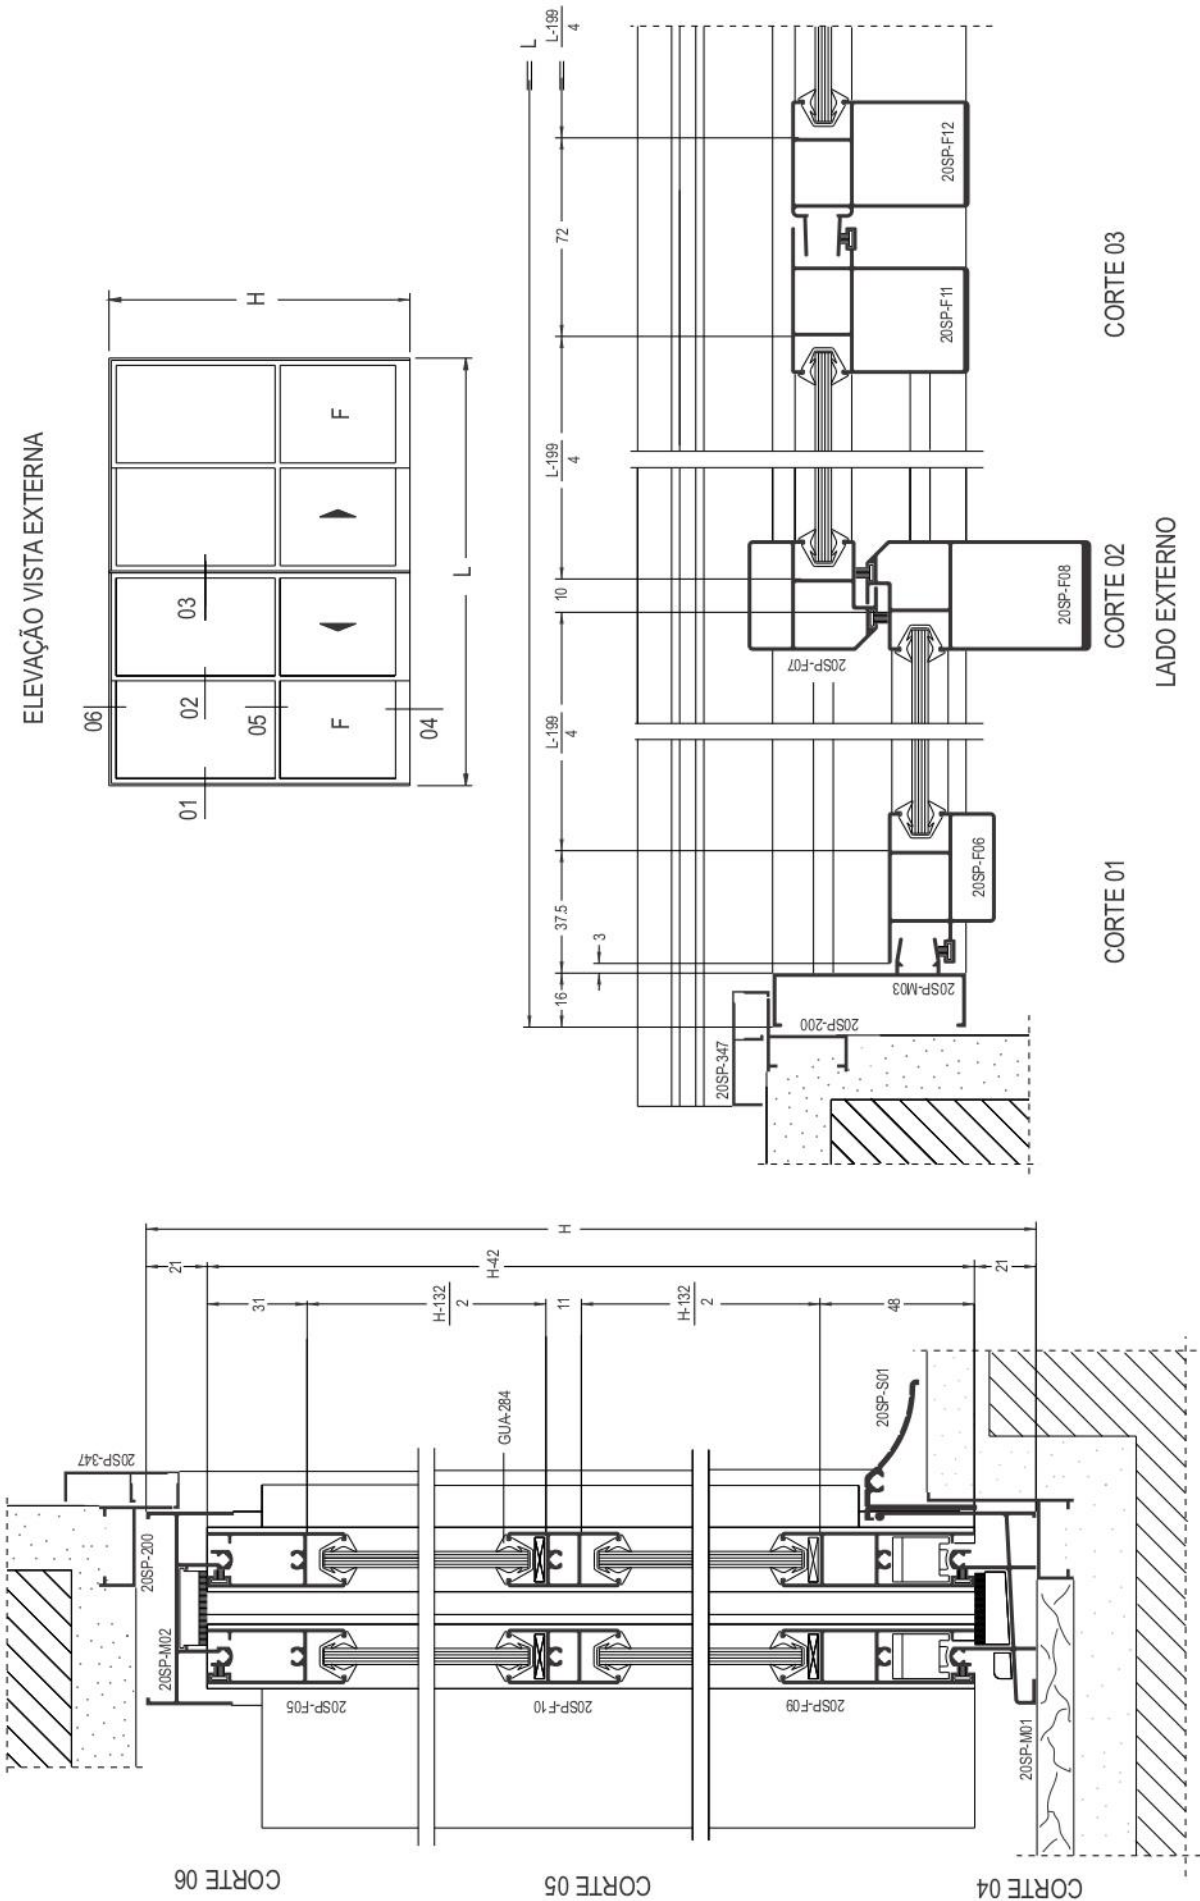 ELEVAÇÃO VISTA EXTERNA
01
02
03
04
05
06
F
F
H
L
L
L-199
4
72
L-199
4
10
L-199
4
37.5
3
16
20SP-F12
20SP-F11
20SP-F07
20SP-F08
20SP-F06
20SP-M03
20SP-200
20SP-347
CORTE 01
CORTE 02
CORTE 03
LADO EXTERNO
H
21
H-42
21
31
H-132
2
11
H-132
2
48
20SP-347
20SP-200
20SP-M02
GUA-284
20SP-S01
20SP-F05
20SP-F10
20SP-F09
20SP-M01
CORTE 06
CORTE 05
CORTE 04